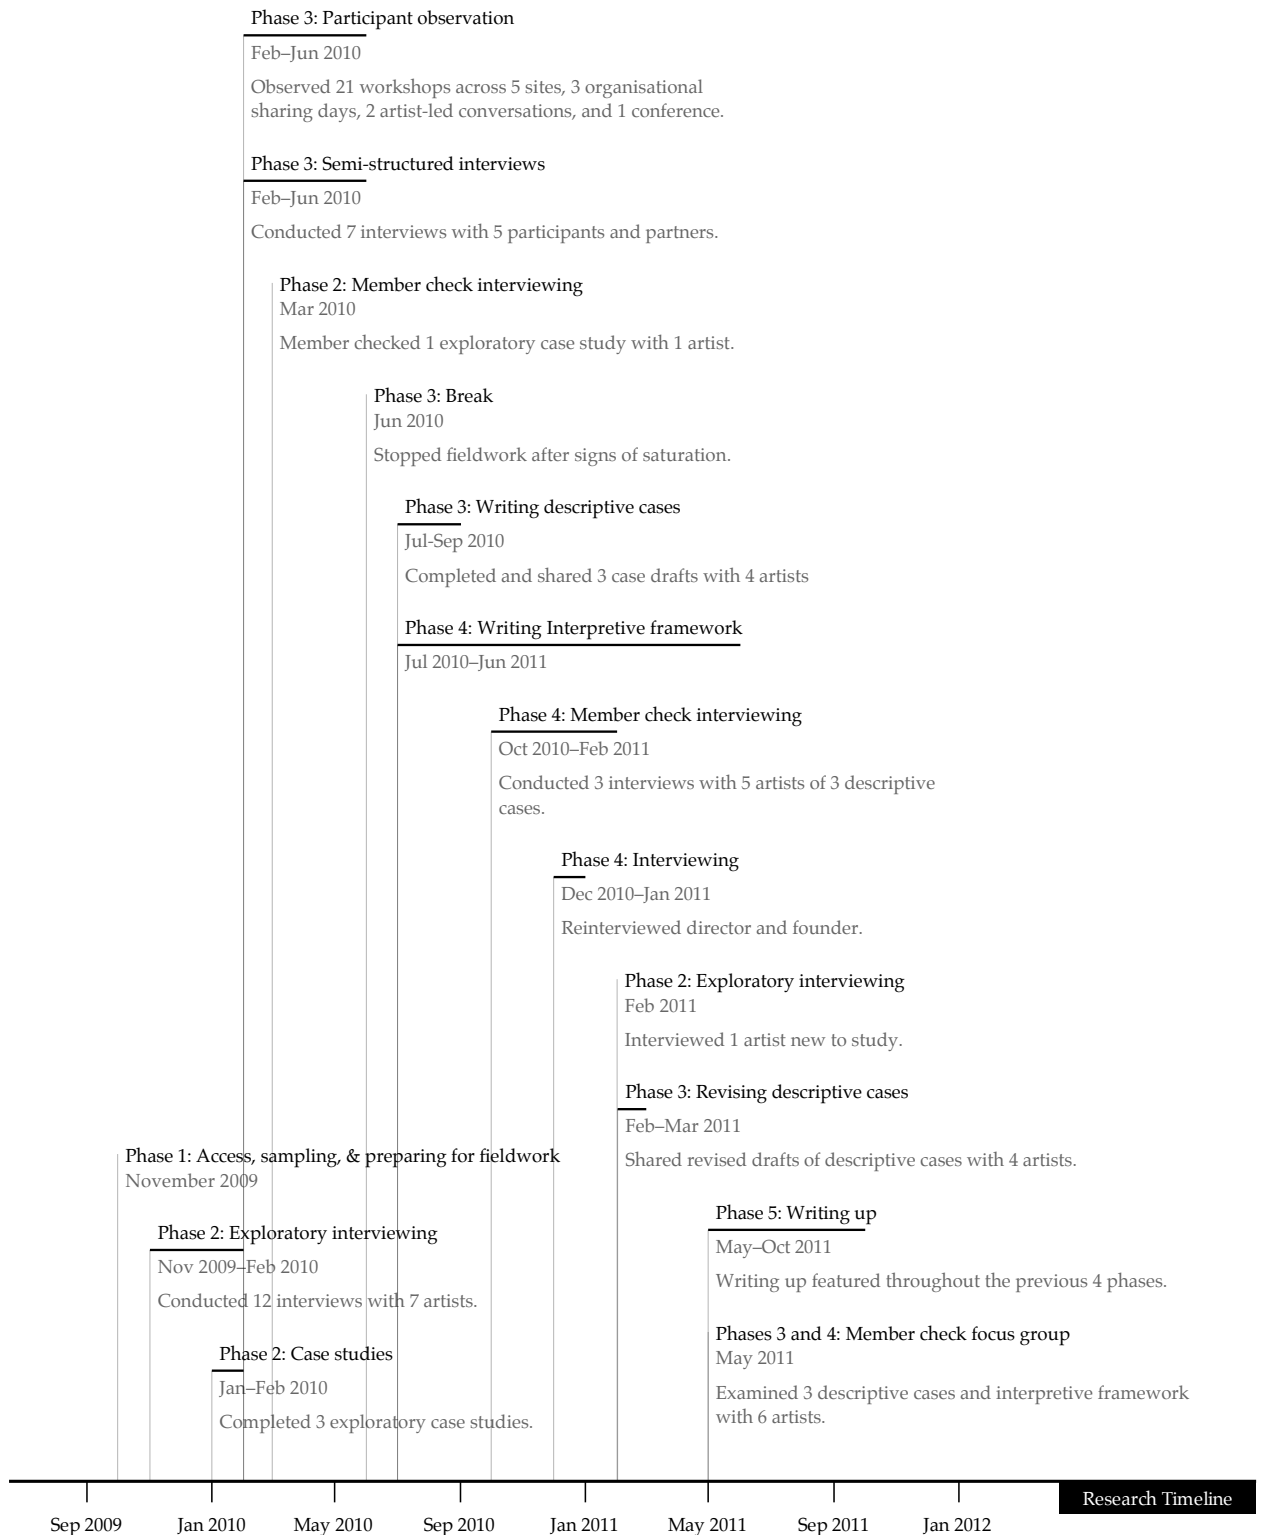 Phase 3: Participant observation
Feb–Jun 2010
Observed 21 workshops across 5 sites, 3 organisational
sharing days, 2 artist-led conversations, and 1 conference.
Phase 3: Semi-structured interviews
Feb–Jun 2010
Conducted 7 interviews with 5 participants and partners.
Phase 2: Member check interviewing
Mar 2010
Member checked 1 exploratory case study with 1 artist.
Phase 3: Break
Jun 2010
Stopped fieldwork after signs of saturation.
Phase 3: Writing descriptive cases
Jul-Sep 2010
Completed and shared 3 case drafts with 4 artists
Phase 4: Writing Interpretive framework
Jul 2010–Jun 2011
Phase 4: Member check interviewing
Oct 2010–Feb 2011
Conducted 3 interviews with 5 artists of 3 descriptive
cases.
Phase 4: Interviewing
Dec 2010–Jan 2011
Reinterviewed director and founder.
Phase 2: Exploratory interviewing
Feb 2011
Interviewed 1 artist new to study.
Phase 3: Revising descriptive cases
Feb–Mar 2011
Shared revised drafts of descriptive cases with 4 artists.
Phase 1: Access, sampling, & preparing for fieldwork
November 2009
Phase 5: Writing up
May–Oct 2011
Writing up featured throughout the previous 4 phases.
Phase 2: Exploratory interviewing
Nov 2009–Feb 2010
Conducted 12 interviews with 7 artists.
Phases 3 and 4: Member check focus group
May 2011
Examined 3 descriptive cases and interpretive framework
with 6 artists.
Phase 2: Case studies
Jan–Feb 2010
Completed 3 exploratory case studies.
Research Timeline
Sep 2009 Jan 2010 May 2010 Sep 2010 Jan 2011 May 2011 Sep 2011 Jan 2012